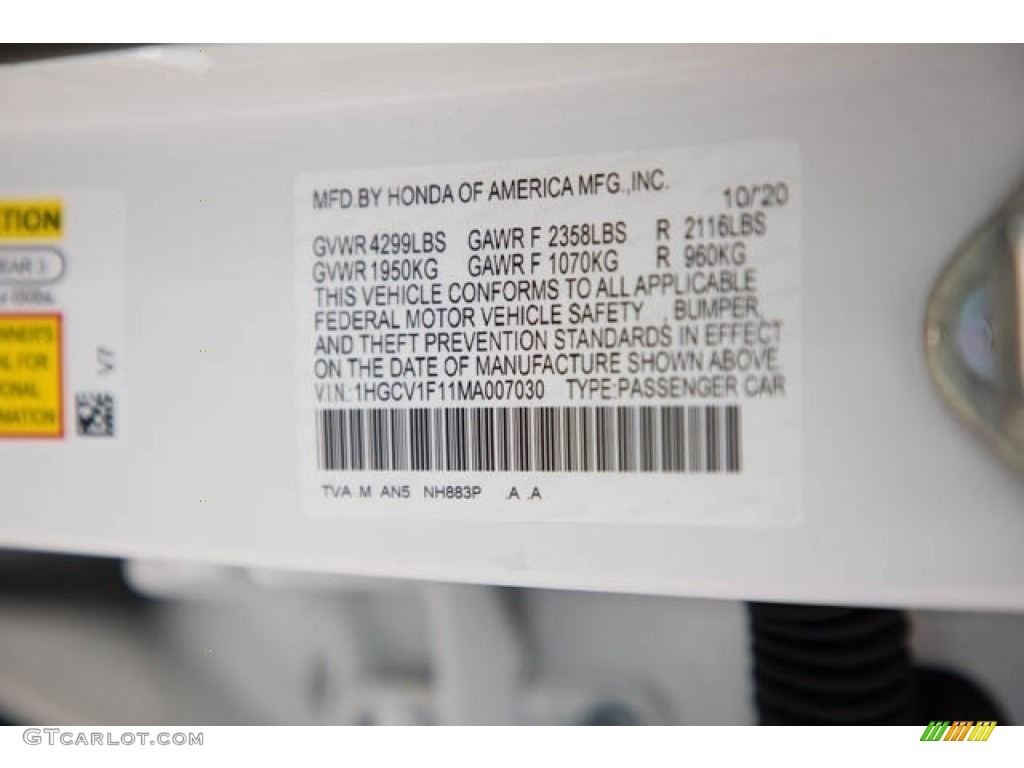 MFD.BY HONDA OF AMERICA MFG.,INC. 10/'20
GVWR 4299LBS GAWR F 2358LBS R 2116LBS
GVWR 1950KG GAWR F 1070KG R 960KG
THIS VEHICLE CONFORMS TO ALL APPLICABLE
FEDERAL MOTOR VEHICLE SAFETY , BUMPER,
AND THEFT PREVENTION STANDARDS IN EFFECT
ON THE DATE OF MANUFACTURE SHOWN ABOVE.
V.I.N.: 1HGCV1F11MA007030 TYPE:PASSENGER CAR
TVA M AN5 NH883P .A .A
TION
V7
GTCARLOT.COM